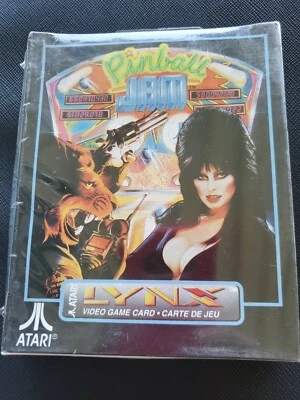 Pinball
JAM
ATARI
LYNX
VIDEO GAME CARD • CARTE DE JEU
ATARI®